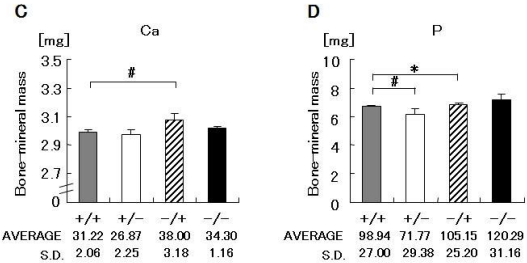 C
Ca
[mg]
Bone-mineral mass
3.5
3.3
3.1
2.9
2.7
0
#
+/+ +/− −/+ −/−
AVERAGE 31.22 26.87 38.00 34.30
S.D. 2.06 2.25 3.18 1.16
D
P
[mg]
Bone-mineral mass
10
8
6
4
2
0
*
#
+/+ +/− −/+ −/−
AVERAGE 98.94 71.77 105.15 120.29
S.D. 27.00 29.38 25.20 31.16